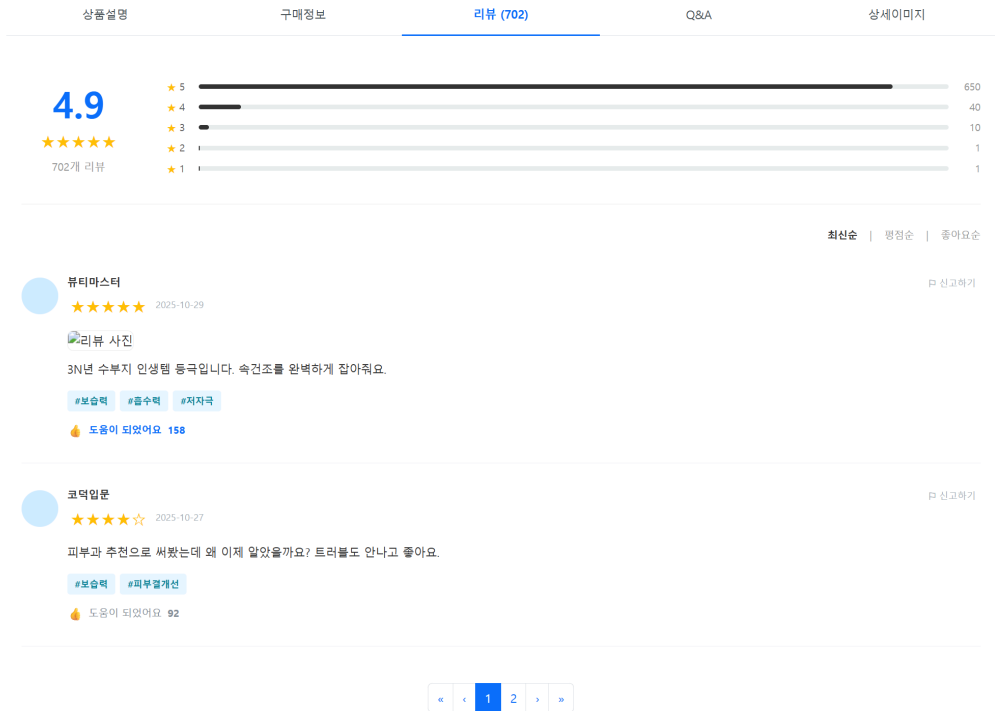 상품설명 구매정보 리뷰 (702) Q&A 상세이미지
4.9
★★★★★
702개 리뷰
★ 5 650
★ 4 40
★ 3 10
★ 2 1
★ 1 1
최신순 | 평점순 | 좋아요순
뷰티마스터
신고하기
★★★★★ 2025-10-29
리뷰 사진
3N년 수부지 인생템 등극입니다. 속건조를 완벽하게 잡아줘요.
#보습력 #흡수력 #저자극
도움이 되었어요 158
코덕입문
신고하기
★★★★☆ 2025-10-27
피부과 추천으로 써봤는데 왜 이제 알았을까요? 트러블도 안나고 좋아요.
#보습력 #피부결개선
도움이 되었어요 92
« ‹ 1 2 › »